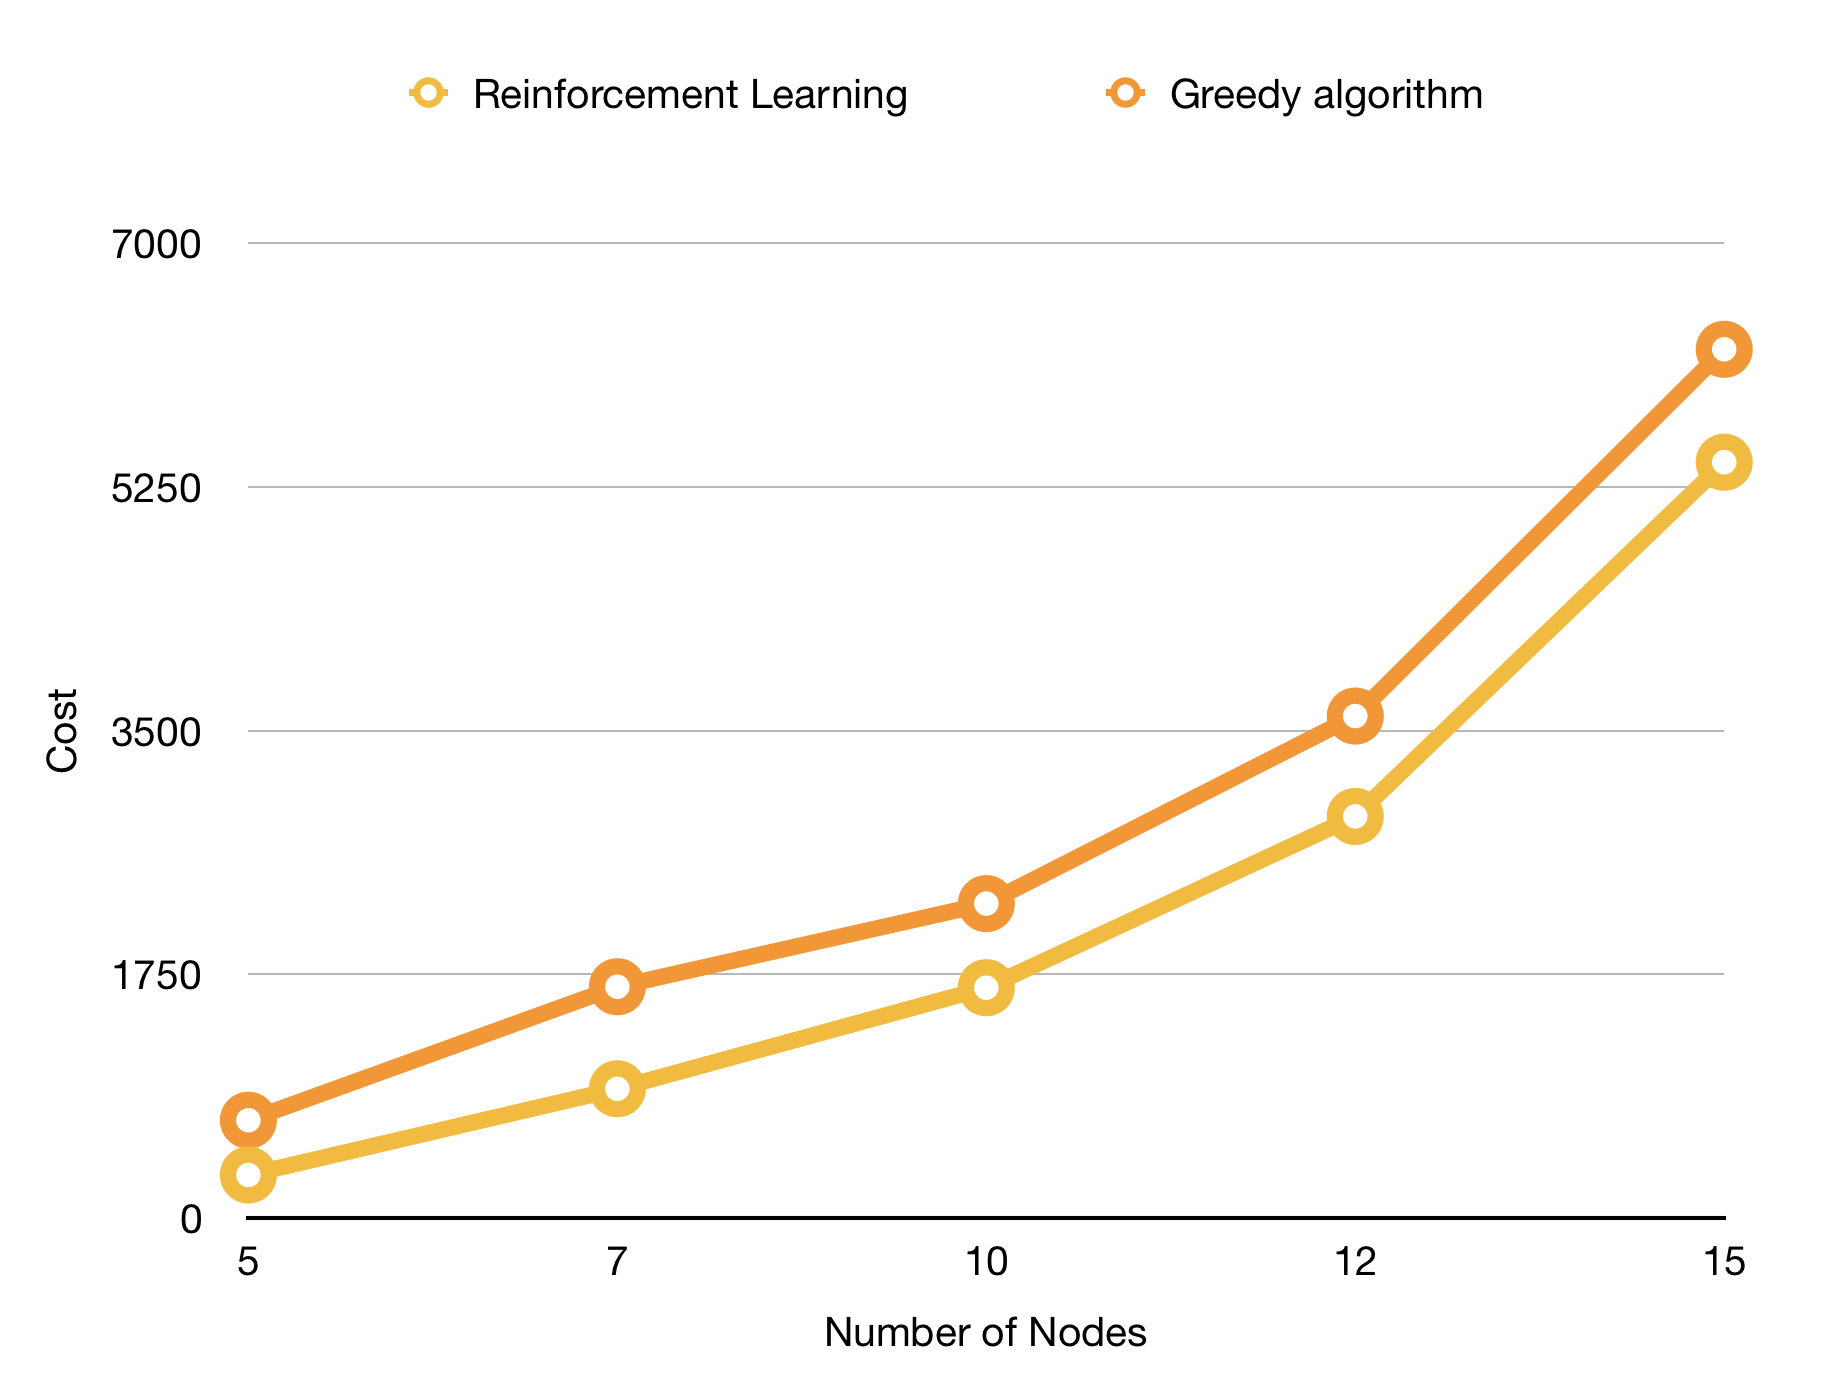 Reinforcement Learning Greedy algorithm
7000
5250
3500
1750
0
Cost
5 7 10 12 15
Number of Nodes